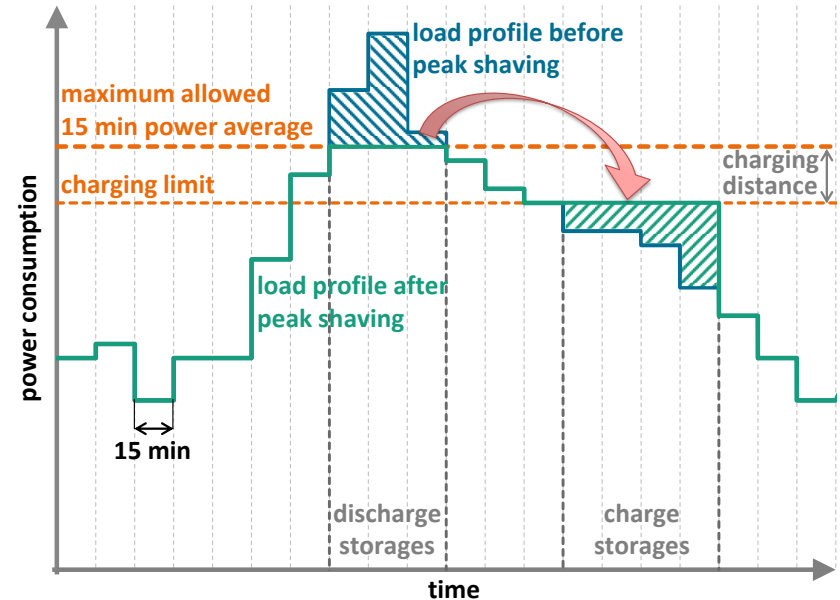 load profile before
peak shaving
maximum allowed
15 min power average
charging
distance
charging limit
power consumption
load profile after
peak shaving
15 min
discharge
storages
charge
storages
time